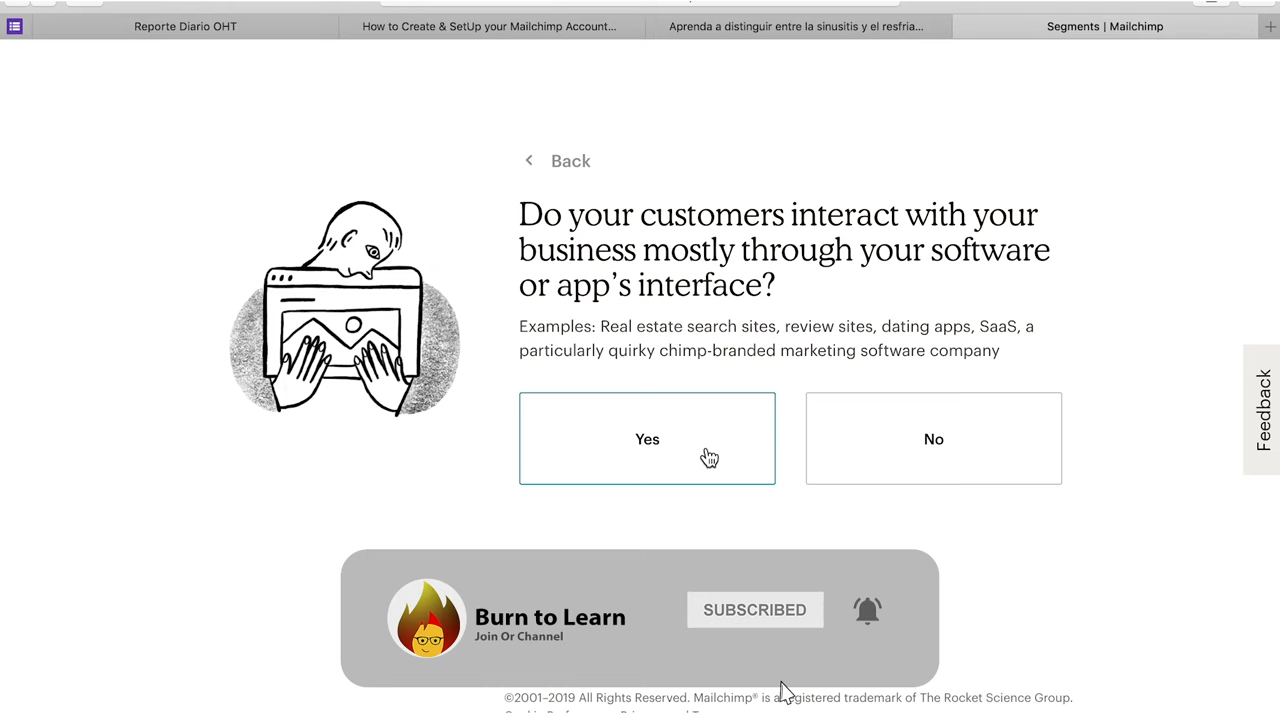 Reporte Diario OHT
How to Create & SetUp your Mailchimp Account...
Aprenda a distinguir entre la sinusitis y el resfria...
Segments | Mailchimp
Back
Do your customers interact with your
business mostly through your software
or app’s interface?
Examples: Real estate search sites, review sites, dating apps, SaaS, a
particularly quirky chimp-branded marketing software company
Yes
No
Feedback
Burn to Learn
Join Or Channel
SUBSCRIBED
©2001–2019 All Rights Reserved. Mailchimp® is a registered trademark of The Rocket Science Group.